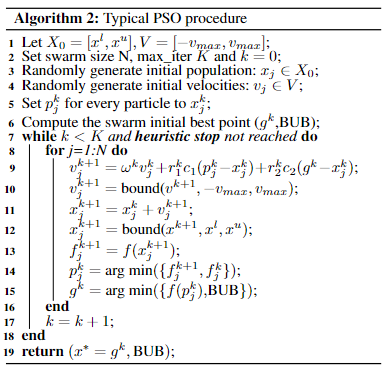 Algorithm 2: Typical PSO procedure
1 Let X_0 = [x^l, x^u], V = [−v_{max}, v_{max}];
2 Set swarm size N, max_iter K and k = 0;
3 Randomly generate initial population: x_j ∈ X_0;
4 Randomly generate initial velocities: v_j ∈ V;
5 Set p_j^k for every particle to x_j^k;
6 Compute the swarm initial best point (g^k,BUB);
7 while k < K and heuristic stop not reached do
8 for j=1:N do
9 v_j^{k+1} = ω^k v_j^k + r_1^k c_1(p_j^k − x_j^k) + r_2^k c_2(g^k − x_j^k);
10 v_j^{k+1} = bound(v^{k+1}, −v_{max}, v_{max});
11 x_j^{k+1} = x_j^k + v_j^{k+1};
12 x_j^{k+1} = bound(x^{k+1}, x^l, x^u);
13 f_j^{k+1} = f(x_j^{k+1});
14 p_j^k = arg min({f_j^{k+1}, f_j^k});
15 g^k = arg min({f(p_j^k),BUB});
16 end
17 k = k + 1;
18 end
19 return (x* = g^k, BUB);